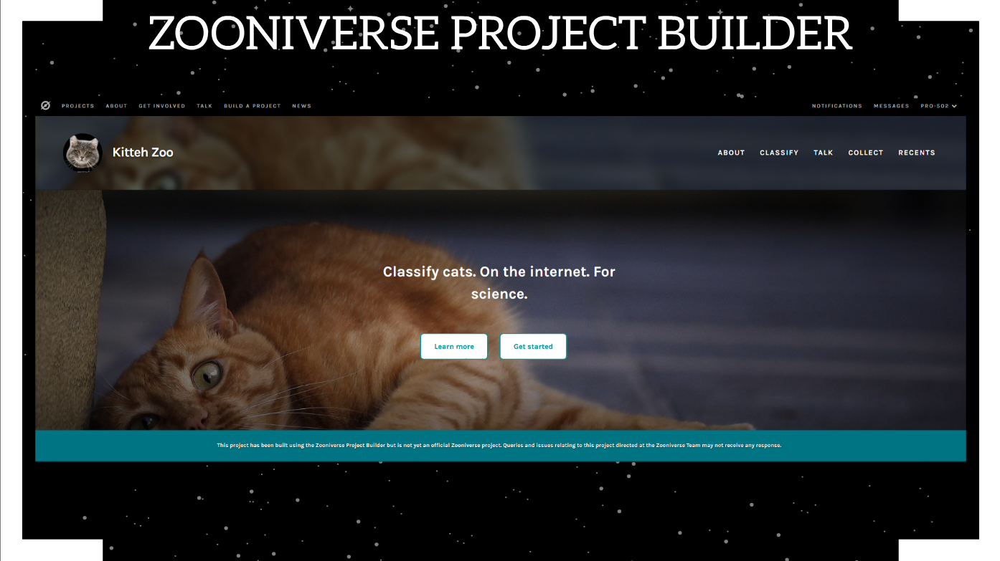 ZOONIVERSE PROJECT BUILDER
PROJECTS ABOUT GET INVOLVED TALK BUILD A PROJECT NEWS NOTIFICATIONS MESSAGES PRO-502
Kitteh Zoo ABOUT CLASSIFY TALK COLLECT RECENTS
Classify cats. On the internet. For
science.
Learn more Get started
This project has been built using the Zooniverse Project Builder but is not yet an official Zooniverse project. Queries and issues relating to this project directed at the Zooniverse Team may not receive any response.